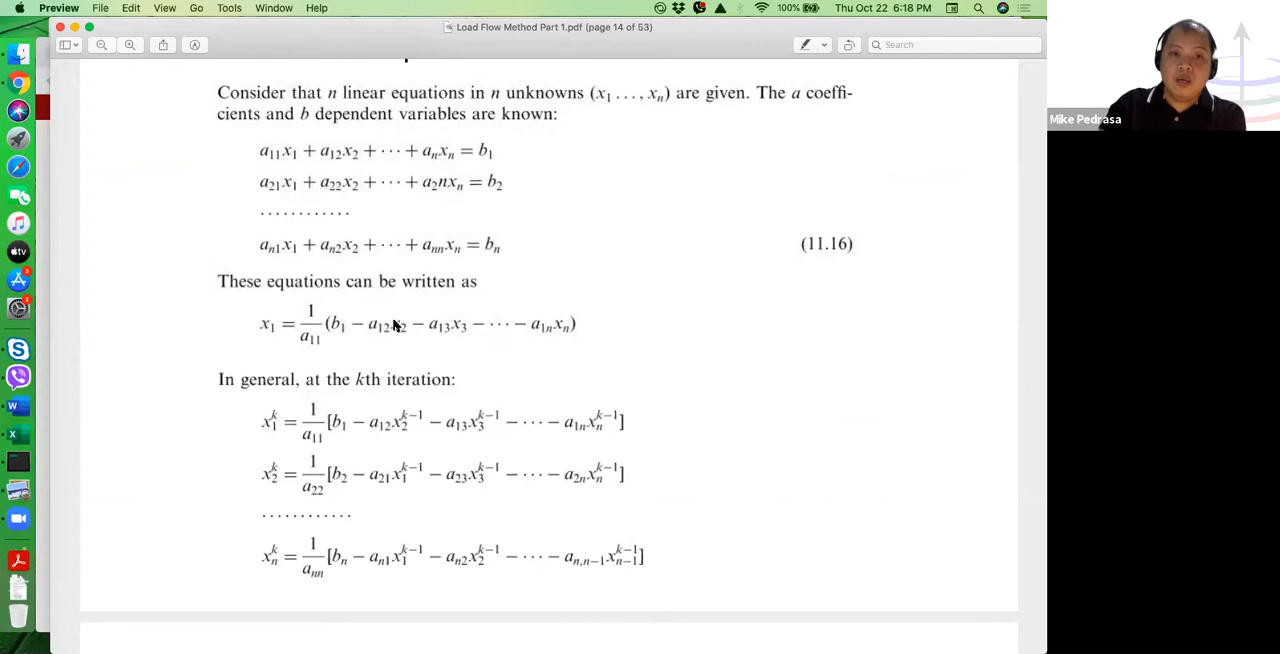 Preview File Edit View Go Tools Window Help 100% Thu Oct 22 6:18 PM
Load Flow Method Part 1.pdf (page 14 of 53)
Search
Mike Pedrasa
Consider that n linear equations in n unknowns (x₁ ..., xₙ) are given. The a coeffi-
cients and b dependent variables are known:
a₁₁x₁ + a₁₂x₂ + ··· + aₙxₙ = b₁
a₂₁x₁ + a₂₂x₂ + ··· + a₂nxₙ = b₂
............
aₙ₁x₁ + aₙ₂x₂ + ··· + aₙₙxₙ = bₙ (11.16)
These equations can be written as
x₁ = 1/a₁₁ (b₁ − a₁₂x₂ − a₁₃x₃ − ··· − a₁ₙxₙ)
In general, at the kth iteration:
x₁ᵏ = 1/a₁₁ [b₁ − a₁₂x₂ᵏ⁻¹ − a₁₃x₃ᵏ⁻¹ − ··· − a₁ₙxₙᵏ⁻¹]
x₂ᵏ = 1/a₂₂ [b₂ − a₂₁x₁ᵏ⁻¹ − a₂₃x₃ᵏ⁻¹ − ··· − a₂ₙxₙᵏ⁻¹]
............
xₙᵏ = 1/aₙₙ [bₙ − aₙ₁x₁ᵏ⁻¹ − aₙ₂x₂ᵏ⁻¹ − ··· − aₙ,ₙ₋₁xₙ₋₁ᵏ⁻¹]
tv